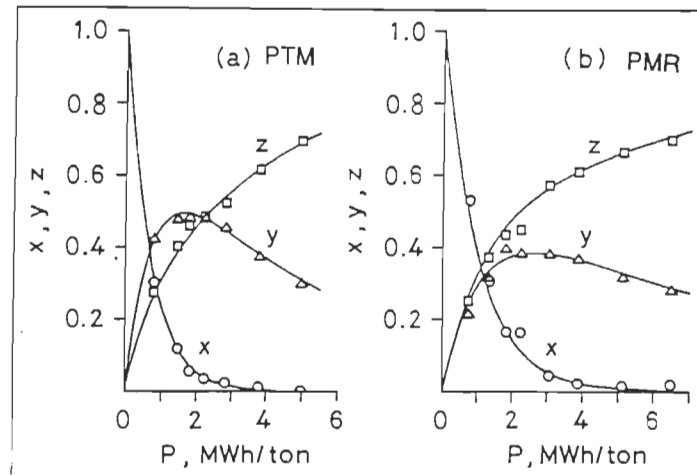 (a) PTM
(b) PMR
x, y, z
1.0
0.8
0.6
0.4
0.2
z
y
x
0 2 4 6
P, MWh/ton
x, y, z
1.0
0.8
0.6
0.4
0.2
z
y
x
0 2 4 6
P, MWh/ton